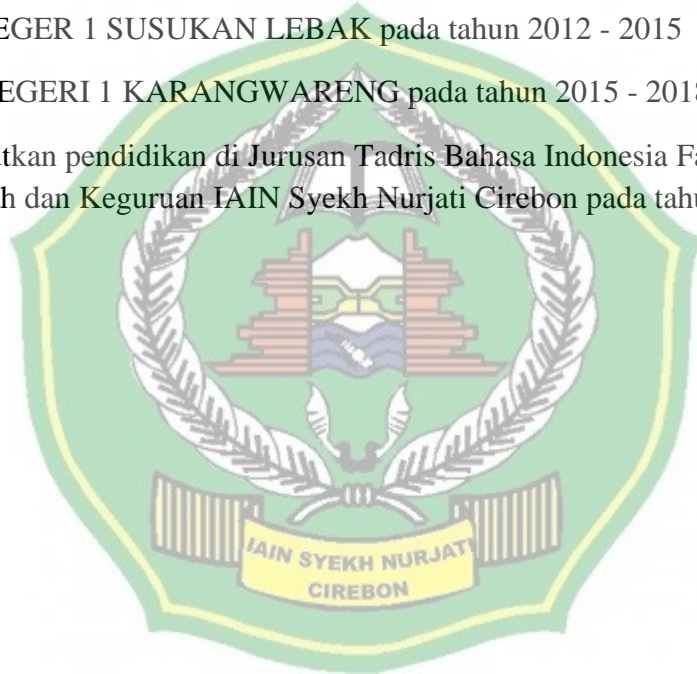 EGER 1 SUSUKAN LEBAK pada tahun 2012 - 2015
EGERI 1 KARANGWARENG pada tahun 2015 - 201
tkan pendidikan di Jurusan Tadris Bahasa Indonesia Fa
h dan Keguruan IAIN Syekh Nurjati Cirebon pada tahu
IAIN SYEKH NURJATI
CIREBON